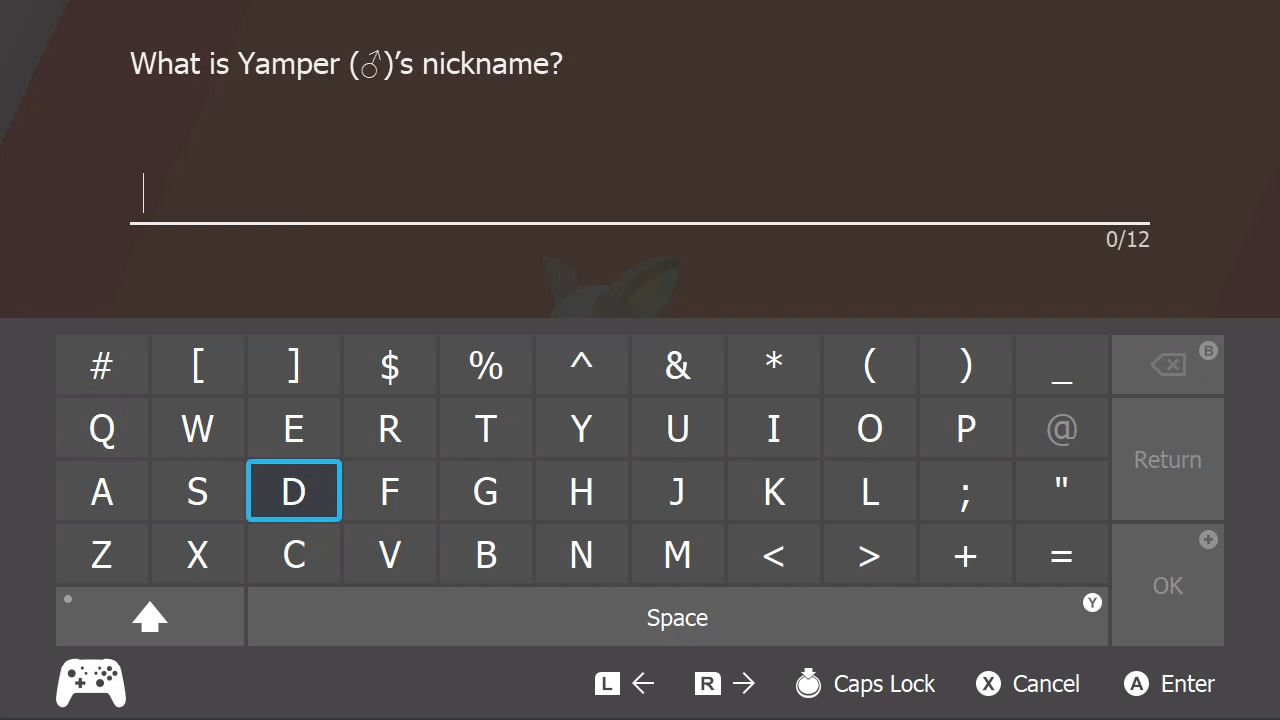 What is Yamper (♂)'s nickname?
0/12
# [ ] $ % ^ & * ( ) _ B
Q W E R T Y U I O P @ Return
A S D F G H J K L ; "
Z X C V B N M < > + = + OK
Space Y
L ← R → Caps Lock X Cancel A Enter